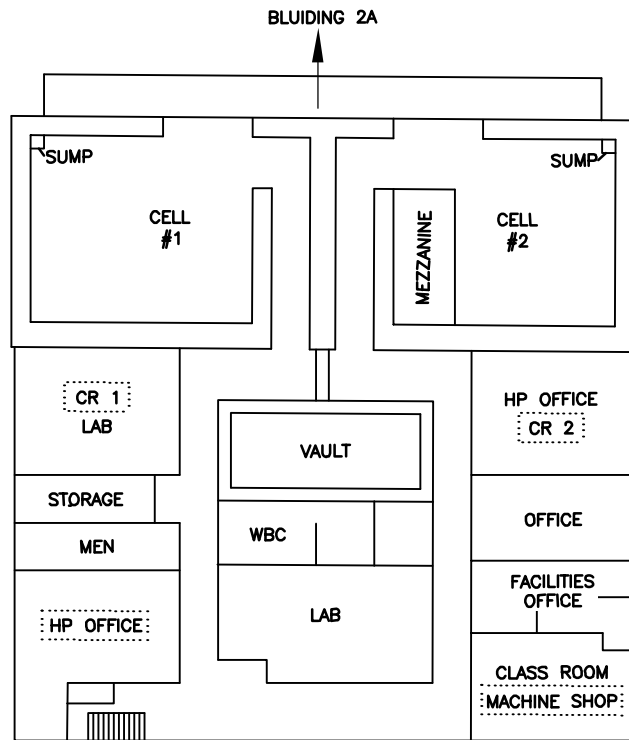 BLUIDING 2A
SUMP
SUMP
CELL
#1
CELL
#2
MEZZANINE
CR 1
LAB
HP OFFICE
CR 2
VAULT
STORAGE
OFFICE
WBC
MEN
FACILITIES
OFFICE
LAB
HP OFFICE
CLASS ROOM
MACHINE SHOP